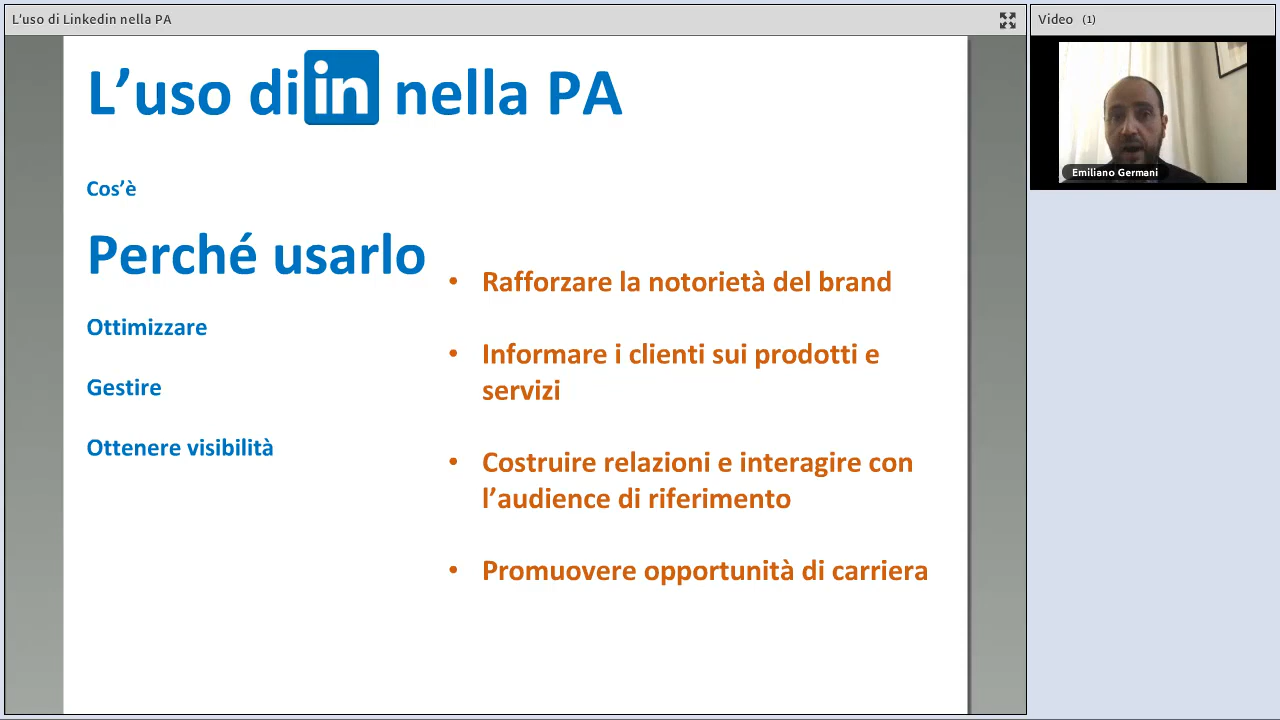 L'uso di Linkedin nella PA
Video (1)
L’uso di in nella PA
Emiliano Germani
Cos’è
Perché usarlo
Ottimizzare
Gestire
Ottenere visibilità
• Rafforzare la notorietà del brand
• Informare i clienti sui prodotti e
servizi
• Costruire relazioni e interagire con
l’audience di riferimento
• Promuovere opportunità di carriera